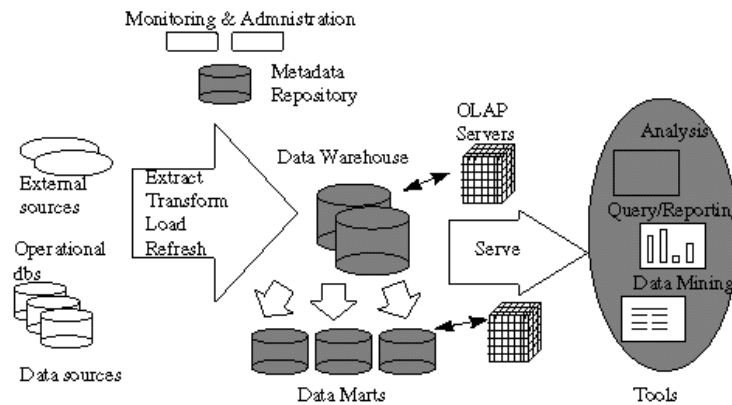 Monitoring & Admnistration
Metadata
Repository
OLAP
Servers
Analysis
Data Warehouse
External
sources
Extract
Transform
Load
Refresh
Query/Reporting
Operational
dbs
Serve
Data Mining
Data sources
Data Marts
Tools